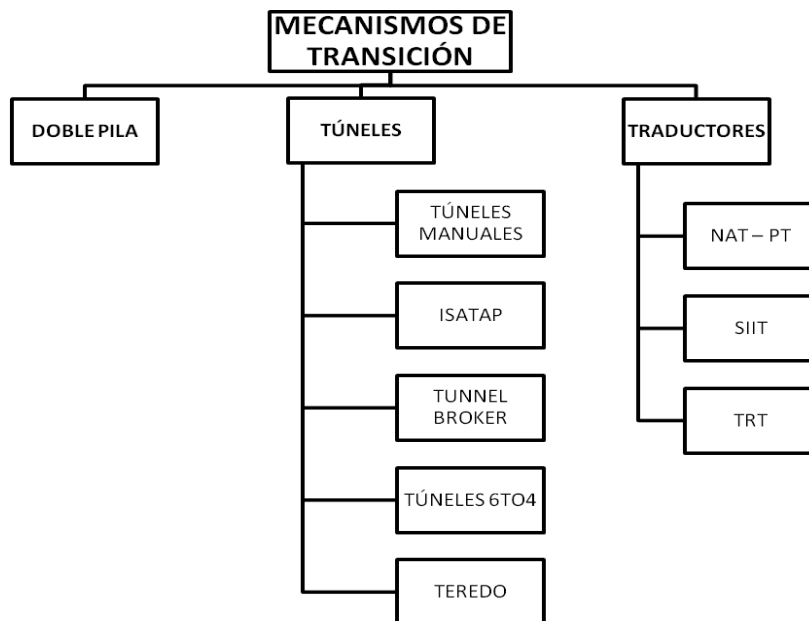 MECANISMOS DE
TRANSICIÓN
DOBLE PILA
TÚNELES
TRADUCTORES
TÚNELES
MANUALES
ISATAP
TUNNEL
BROKER
TÚNELES 6TO4
TEREDO
NAT – PT
SIIT
TRT